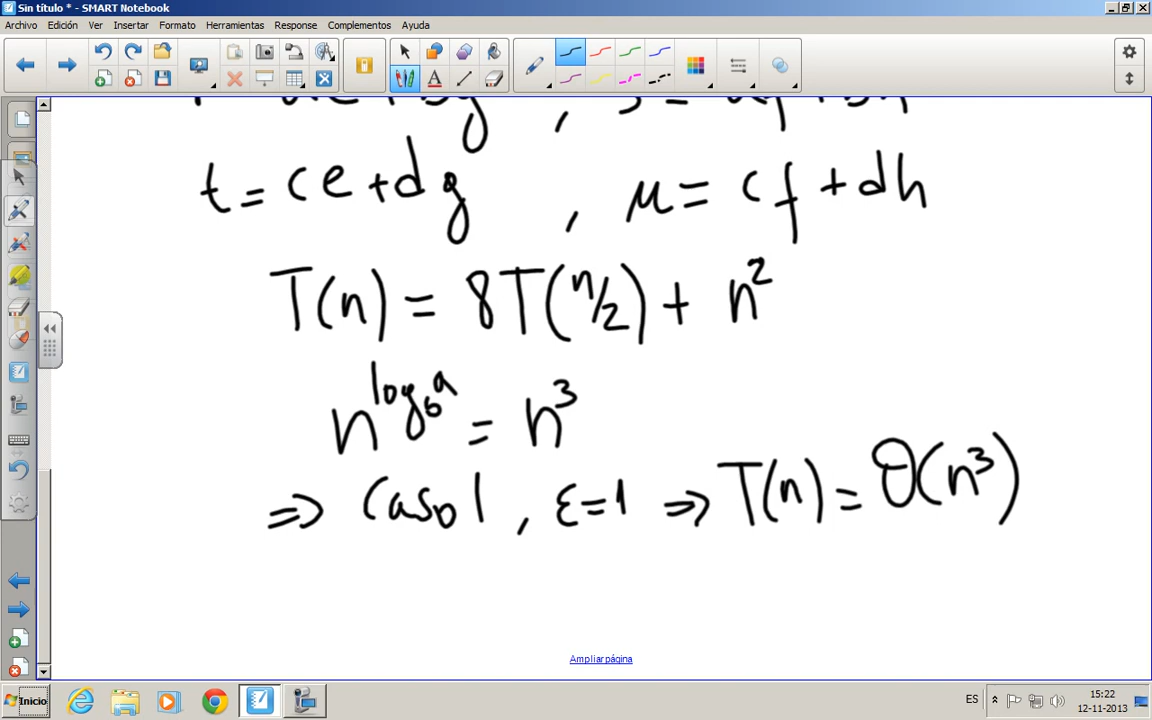 Sin título * - SMART Notebook
Archivo Edición Ver Insertar Formato Herramientas Response Complementos Ayuda
t = ce + dg , u = cf + dh
T(n) = 8T(n/2) + n²
n^{log_b a} = n³
⇒ Caso 1, ε=1 ⇒ T(n) = Θ(n³)
Ampliar página
Inicio
ES
15:22
12-11-2013